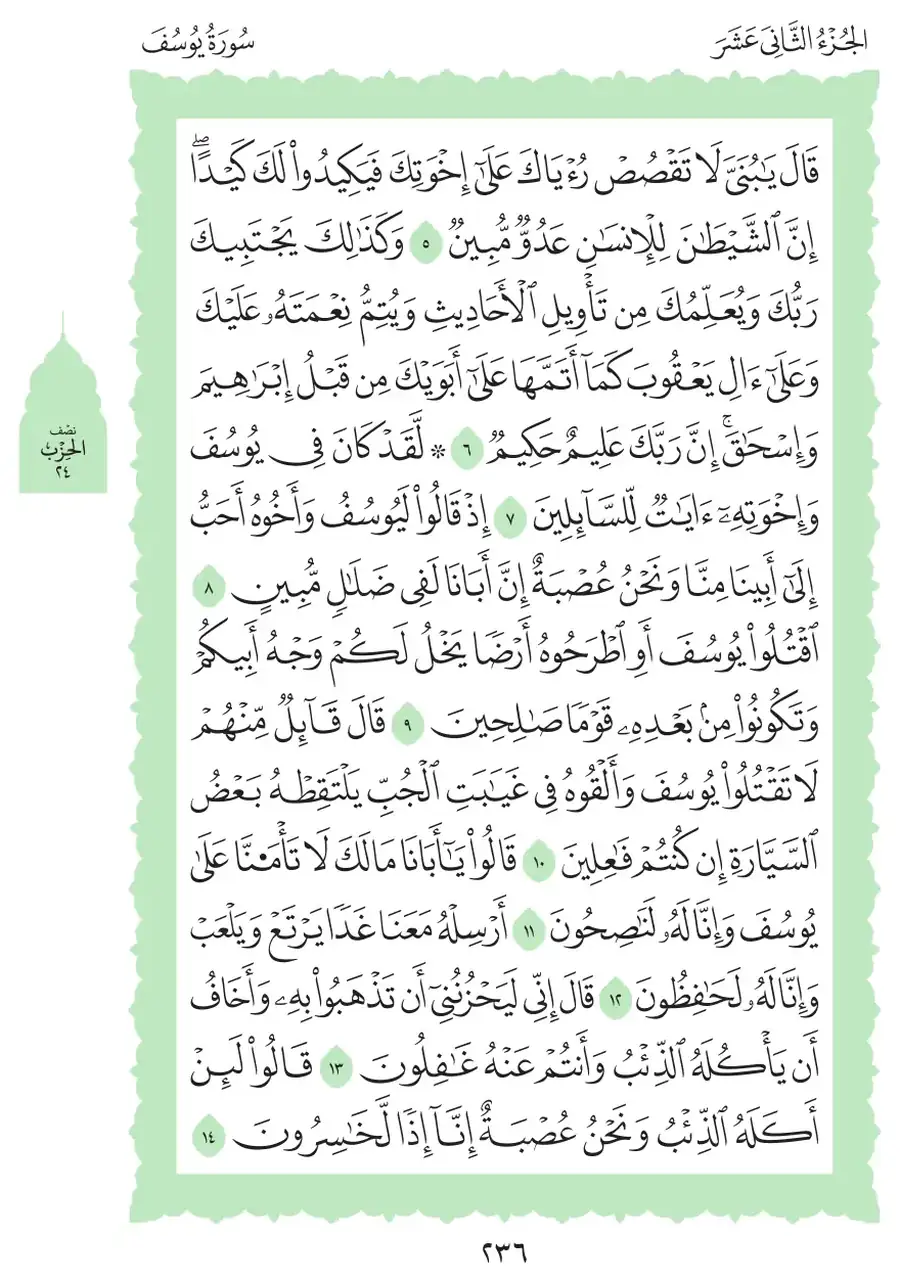 الجُزْءُ الثَّانِيَ عَشَرَ
سُورَةُ يُوسُفَ
قَالَ يَٰبُنَيَّ لَا تَقۡصُصۡ رُءۡيَاكَ عَلَىٰٓ إِخۡوَتِكَ فَيَكِيدُواْ لَكَ كَيۡدًاۖ
إِنَّ ٱلشَّيۡطَٰنَ لِلۡإِنسَٰنِ عَدُوّٞ مُّبِينٞ ٥ وَكَذَٰلِكَ يَجۡتَبِيكَ
رَبُّكَ وَيُعَلِّمُكَ مِن تَأۡوِيلِ ٱلۡأَحَادِيثِ وَيُتِمُّ نِعۡمَتَهُۥ عَلَيۡكَ
وَعَلَىٰٓ ءَالِ يَعۡقُوبَ كَمَآ أَتَمَّهَا عَلَىٰٓ أَبَوَيۡكَ مِن قَبۡلُ إِبۡرَٰهِيمَ
وَإِسۡحَٰقَۚ إِنَّ رَبَّكَ عَلِيمٌ حَكِيمٞ ٦ ۞ لَّقَدۡ كَانَ فِي يُوسُفَ
وَإِخۡوَتِهِۦٓ ءَايَٰتٞ لِّلسَّآئِلِينَ ٧ إِذۡ قَالُواْ لَيُوسُفُ وَأَخُوهُ أَحَبُّ
إِلَىٰٓ أَبِينَا مِنَّا وَنَحۡنُ عُصۡبَةٌ إِنَّ أَبَانَا لَفِي ضَلَٰلٖ مُّبِينٍ ٨
ٱقۡتُلُواْ يُوسُفَ أَوِ ٱطۡرَحُوهُ أَرۡضٗا يَخۡلُ لَكُمۡ وَجۡهُ أَبِيكُمۡ
وَتَكُونُواْ مِنۢ بَعۡدِهِۦ قَوۡمٗا صَٰلِحِينَ ٩ قَالَ قَآئِلٞ مِّنۡهُمۡ
لَا تَقۡتُلُواْ يُوسُفَ وَأَلۡقُوهُ فِي غَيَٰبَتِ ٱلۡجُبِّ يَلۡتَقِطۡهُ بَعۡضُ
ٱلسَّيَّارَةِ إِن كُنتُمۡ فَٰعِلِينَ ١٠ قَالُواْ يَٰٓأَبَانَا مَالَكَ لَا تَأۡمَ۬نَّا عَلَىٰ
يُوسُفَ وَإِنَّا لَهُۥ لَنَٰصِحُونَ ١١ أَرۡسِلۡهُ مَعَنَا غَدٗا يَرۡتَعۡ وَيَلۡعَبۡ
وَإِنَّا لَهُۥ لَحَٰفِظُونَ ١٢ قَالَ إِنِّي لَيَحۡزُنُنِيٓ أَن تَذۡهَبُواْ بِهِۦ وَأَخَافُ
أَن يَأۡكُلَهُ ٱلذِّئۡبُ وَأَنتُمۡ عَنۡهُ غَٰفِلُونَ ١٣ قَالُواْ لَئِنۡ
أَكَلَهُ ٱلذِّئۡبُ وَنَحۡنُ عُصۡبَةٌ إِنَّآ إِذٗا لَّخَٰسِرُونَ ١٤
نصف
الحِزْب
٢٤
٢٣٦